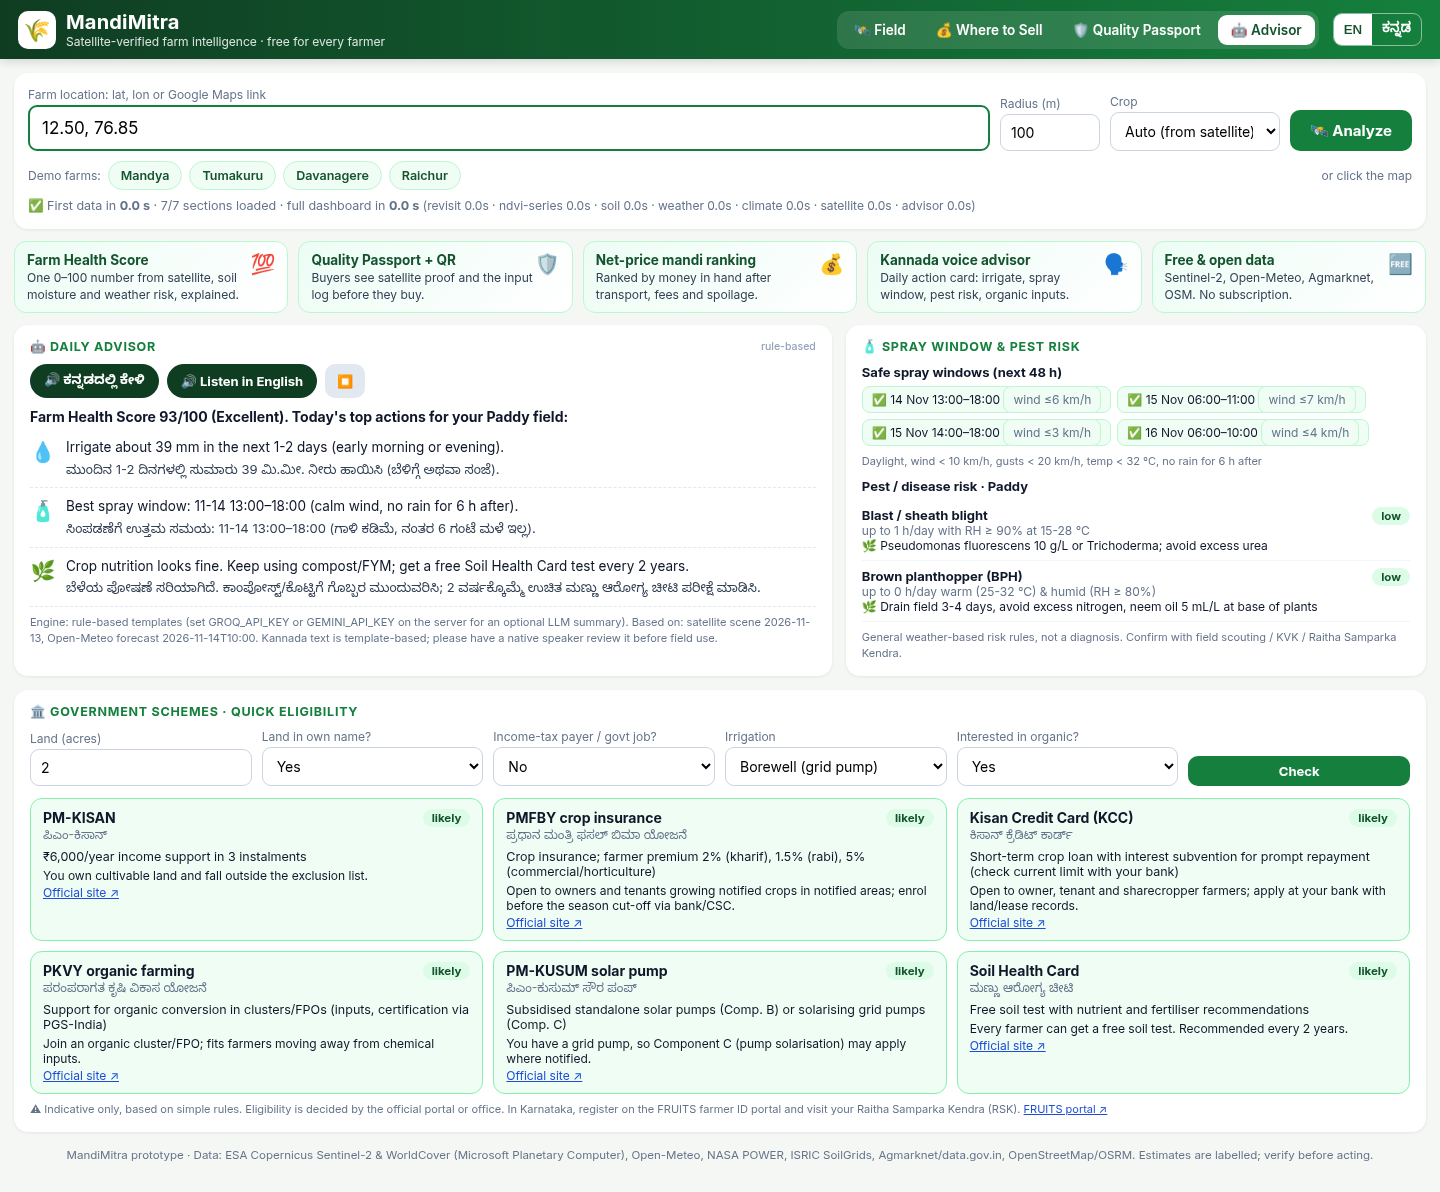 MandiMitra
Satellite-verified farm intelligence · free for every farmer
Field
Where to Sell
Quality Passport
Advisor
EN
ಕನ್ನಡ
Farm location: lat, lon or Google Maps link
12.50, 76.85
Radius (m)
100
Crop
Auto (from satellite)
Analyze
Demo farms:
Mandya
Tumakuru
Davanagere
Raichur
or click the map
✅ First data in 0.0 s · 7/7 sections loaded · full dashboard in 0.0 s (revisit 0.0s · ndvi-series 0.0s · soil 0.0s · weather 0.0s · climate 0.0s · satellite 0.0s · advisor 0.0s)
Farm Health Score
One 0–100 number from satellite, soil
moisture and weather risk, explained.
Quality Passport + QR
Buyers see satellite proof and the input
log before they buy.
Net-price mandi ranking
Ranked by money in hand after
transport, fees and spoilage.
Kannada voice advisor
Daily action card: irrigate, spray
window, pest risk, organic inputs.
Free & open data
Sentinel-2, Open-Meteo, Agmarknet,
OSM. No subscription.
DAILY ADVISOR
rule-based
ಕನ್ನಡದಲ್ಲಿ ಕೇಳಿ
Listen in English
Farm Health Score 93/100 (Excellent). Today's top actions for your Paddy field:
Irrigate about 39 mm in the next 1-2 days (early morning or evening).
ಮುಂದಿನ 1-2 ದಿನಗಳಲ್ಲಿ ಸುಮಾರು 39 ಮಿ.ಮೀ. ನೀರು ಹಾಯಿಸಿ (ಬೆಳಿಗ್ಗೆ ಅಥವಾ ಸಂಜೆ).
Best spray window: 11-14 13:00–18:00 (calm wind, no rain for 6 h after).
ಸಿಂಪಡಣೆಗೆ ಉತ್ತಮ ಸಮಯ: 11-14 13:00–18:00 (ಗಾಳಿ ಕಡಿಮೆ, ನಂತರ 6 ಗಂಟೆ ಮಳೆ ಇಲ್ಲ).
Crop nutrition looks fine. Keep using compost/FYM; get a free Soil Health Card test every 2 years.
ಬೆಳೆಯ ಪೋಷಣೆ ಸರಿಯಾಗಿದೆ. ಕಾಂಪೋಸ್ಟ್/ಕೊಟ್ಟಿಗೆ ಗೊಬ್ಬರ ಮುಂದುವರಿಸಿ; 2 ವರ್ಷಕ್ಕೊಮ್ಮೆ ಉಚಿತ ಮಣ್ಣು ಆರೋಗ್ಯ ಚೀಟಿ ಪರೀಕ್ಷೆ ಮಾಡಿಸಿ.
Engine: rule-based templates (set GROQ_API_KEY or GEMINI_API_KEY on the server for an optional LLM summary). Based on: satellite scene 2026-11-
13, Open-Meteo forecast 2026-11-14T10:00. Kannada text is template-based; please have a native speaker review it before field use.
SPRAY WINDOW & PEST RISK
Safe spray windows (next 48 h)
✅ 14 Nov 13:00–18:00 wind ≤6 km/h
✅ 15 Nov 06:00–11:00 wind ≤7 km/h
✅ 15 Nov 14:00–18:00 wind ≤3 km/h
✅ 16 Nov 06:00–10:00 wind ≤4 km/h
Daylight, wind < 10 km/h, gusts < 20 km/h, temp < 32 °C, no rain for 6 h after
Pest / disease risk · Paddy
Blast / sheath blight
low
up to 1 h/day with RH ≥ 90% at 15-28 °C
Pseudomonas fluorescens 10 g/L or Trichoderma; avoid excess urea
Brown planthopper (BPH)
low
up to 0 h/day warm (25-32 °C) & humid (RH ≥ 80%)
Drain field 3-4 days, avoid excess nitrogen, neem oil 5 mL/L at base of plants
General weather-based risk rules, not a diagnosis. Confirm with field scouting / KVK / Raitha Samparka
Kendra.
GOVERNMENT SCHEMES · QUICK ELIGIBILITY
Land (acres)
2
Land in own name?
Yes
Income-tax payer / govt job?
No
Irrigation
Borewell (grid pump)
Interested in organic?
Yes
Check
PM-KISAN
likely
ಪಿಎಂ-ಕಿಸಾನ್
₹6,000/year income support in 3 instalments
You own cultivable land and fall outside the exclusion list.
Official site ↗
PMFBY crop insurance
likely
ಪ್ರಧಾನ ಮಂತ್ರಿ ಫಸಲ್ ಬಿಮಾ ಯೋಜನೆ
Crop insurance; farmer premium 2% (kharif), 1.5% (rabi), 5%
(commercial/horticulture)
Open to owners and tenants growing notified crops in notified areas; enrol
before the season cut-off via bank/CSC.
Official site ↗
Kisan Credit Card (KCC)
likely
ಕಿಸಾನ್ ಕ್ರೆಡಿಟ್ ಕಾರ್ಡ್
Short-term crop loan with interest subvention for prompt repayment
(check current limit with your bank)
Open to owner, tenant and sharecropper farmers; apply at your bank with
land/lease records.
Official site ↗
PKVY organic farming
likely
ಪರಂಪರಾಗತ ಕೃಷಿ ವಿಕಾಸ ಯೋಜನೆ
Support for organic conversion in clusters/FPOs (inputs, certification via
PGS-India)
Join an organic cluster/FPO; fits farmers moving away from chemical
inputs.
Official site ↗
PM-KUSUM solar pump
likely
ಪಿಎಂ-ಕುಸುಮ್ ಸೌರ ಪಂಪ್
Subsidised standalone solar pumps (Comp. B) or solarising grid pumps
(Comp. C)
You have a grid pump, so Component C (pump solarisation) may apply
where notified.
Official site ↗
Soil Health Card
likely
ಮಣ್ಣು ಆರೋಗ್ಯ ಚೀಟಿ
Free soil test with nutrient and fertiliser recommendations
Every farmer can get a free soil test. Recommended every 2 years.
Official site ↗
⚠ Indicative only, based on simple rules. Eligibility is decided by the official portal or office. In Karnataka, register on the FRUITS farmer ID portal and visit your Raitha Samparka Kendra (RSK). FRUITS portal ↗
MandiMitra prototype · Data: ESA Copernicus Sentinel-2 & WorldCover (Microsoft Planetary Computer), Open-Meteo, NASA POWER, ISRIC SoilGrids, Agmarknet/data.gov.in, OpenStreetMap/OSRM. Estimates are labelled; verify before acting.